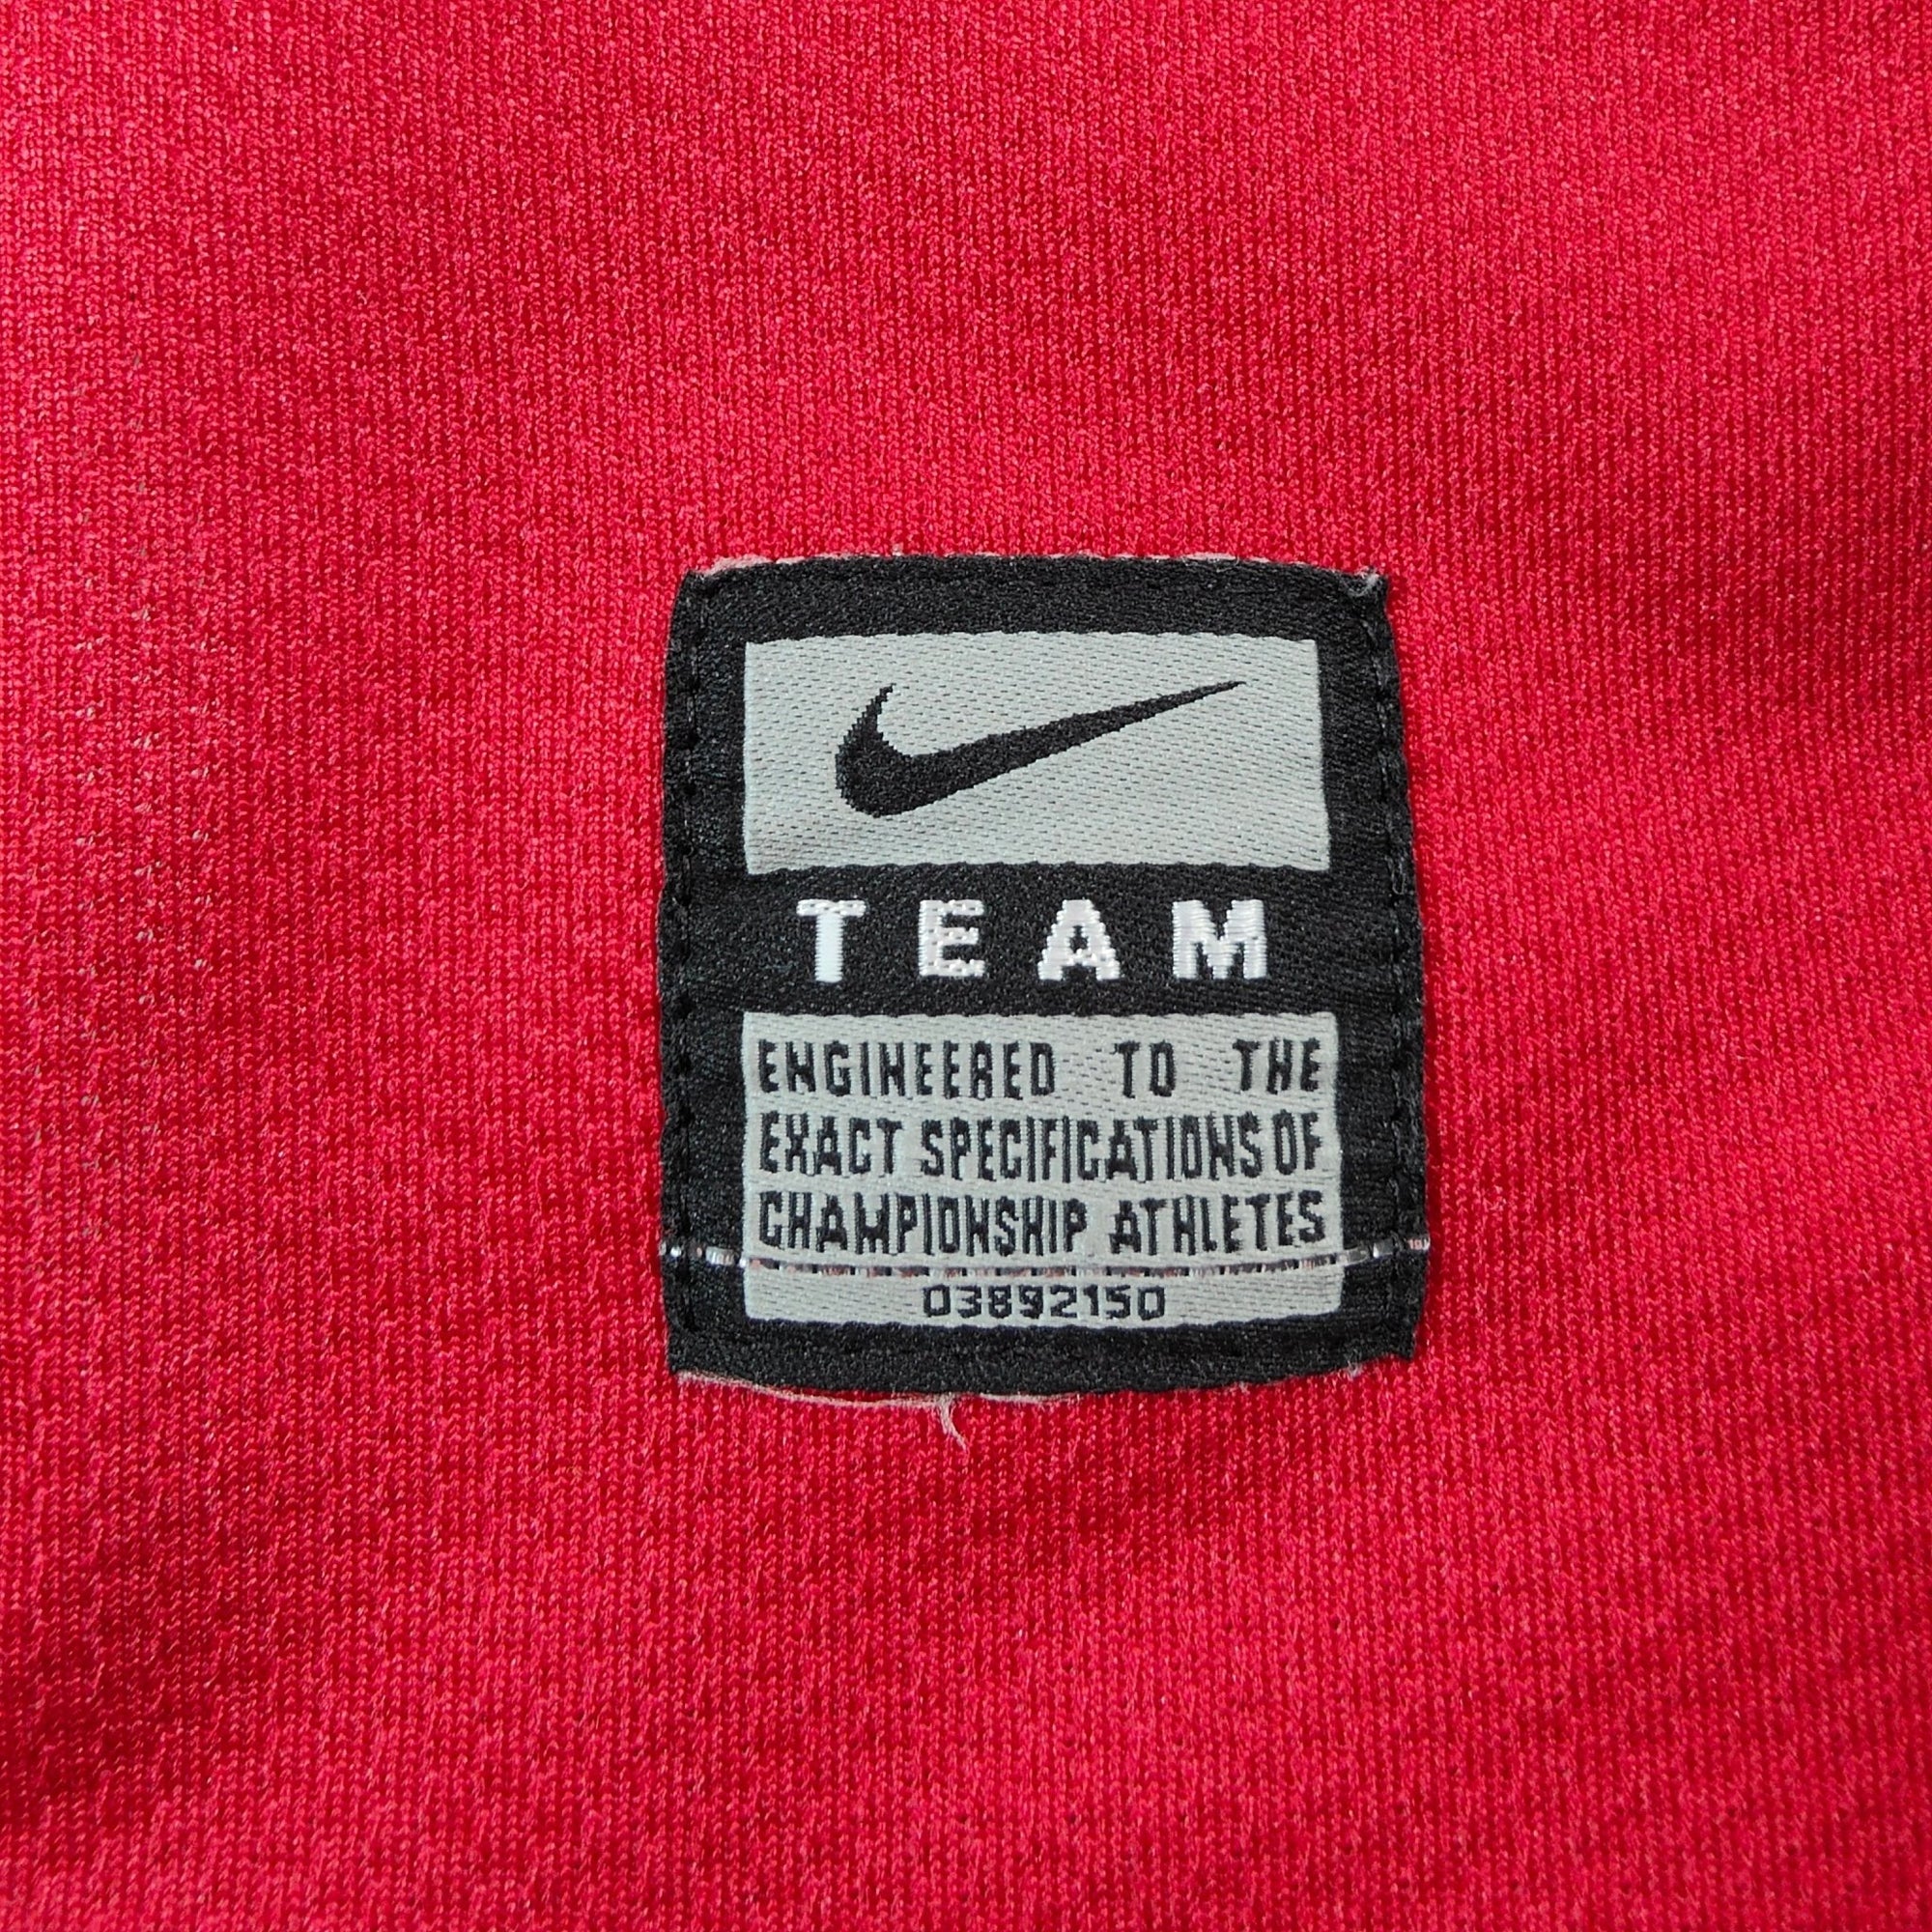 TEAM
ENGINEERED TO THE
EXACT SPECIFICATIONS OF
CHAMPIONSHIP ATHLETES
03892150